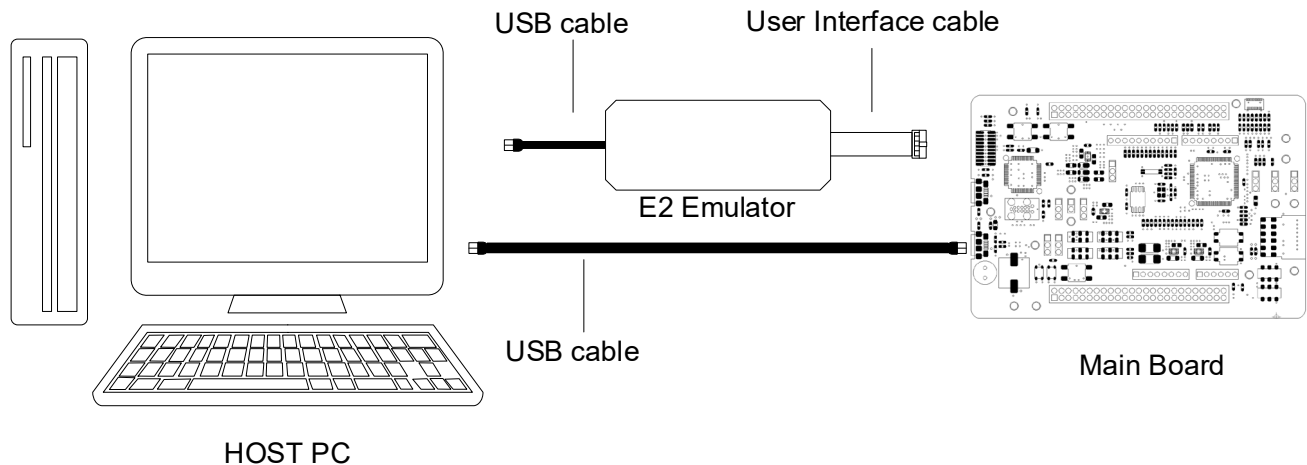 USB cable
User Interface cable
E2 Emulator
USB cable
Main Board
HOST PC